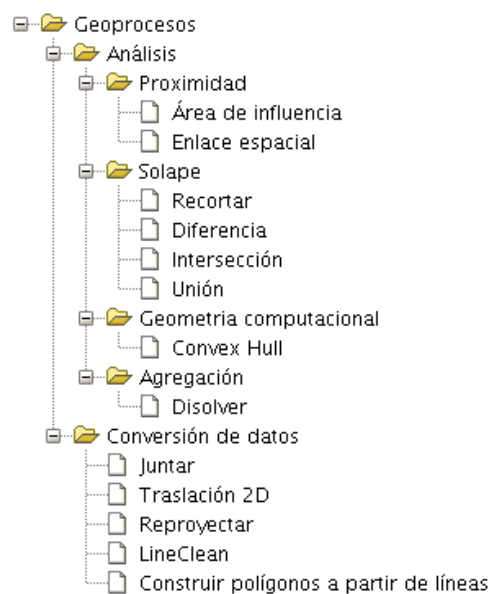 Geoprocesos
Análisis
Proximidad
Área de influencia
Enlace espacial
Solape
Recortar
Diferencia
Intersección
Unión
Geometria computacional
Convex Hull
Agregación
Disolver
Conversión de datos
Juntar
Traslación 2D
Reproyectar
LineClean
Construir polígonos a partir de líneas